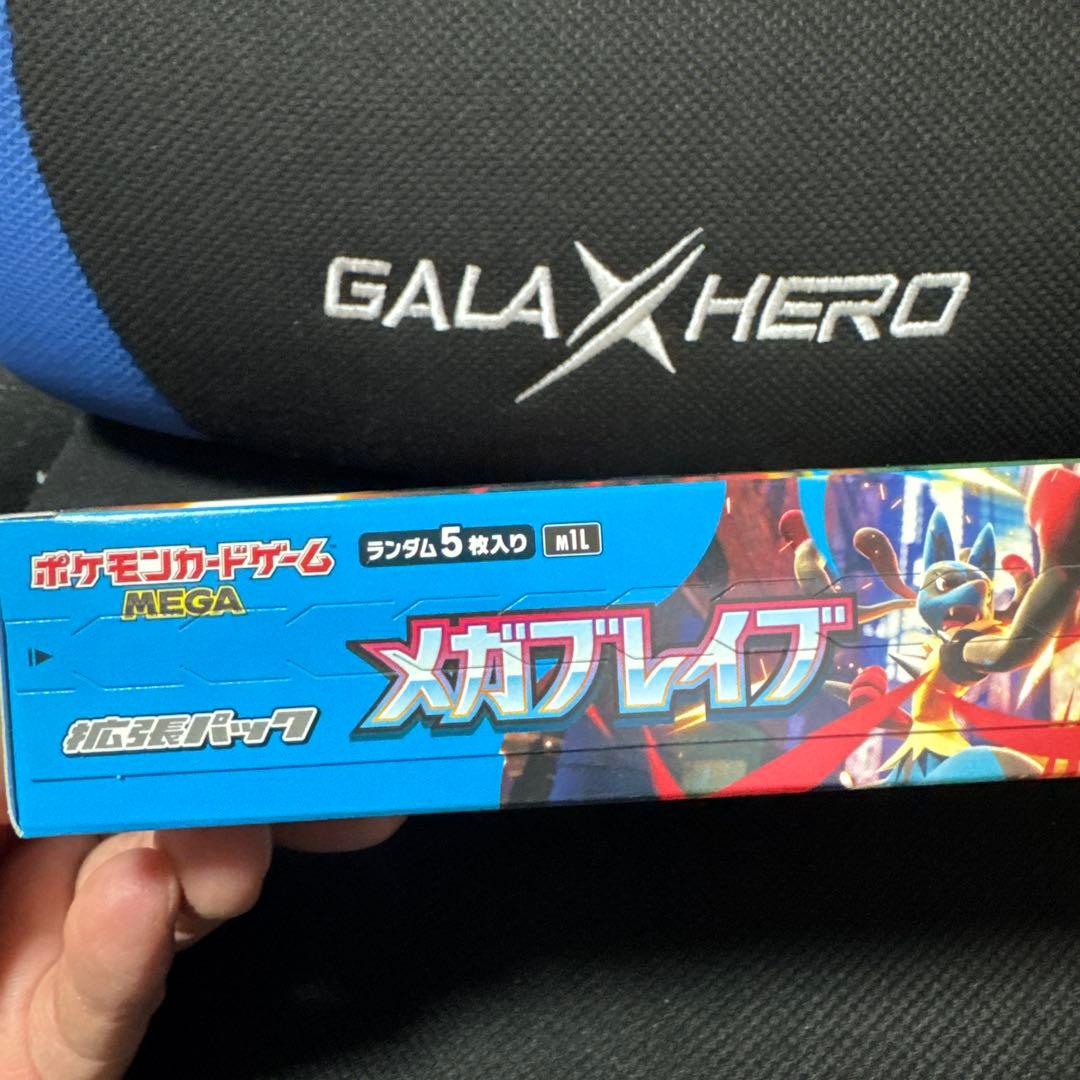 GALAXHERO
ポケモンカードゲーム
MEGA
ランダム5枚入り M1L
メガブレイブ
拡張パック